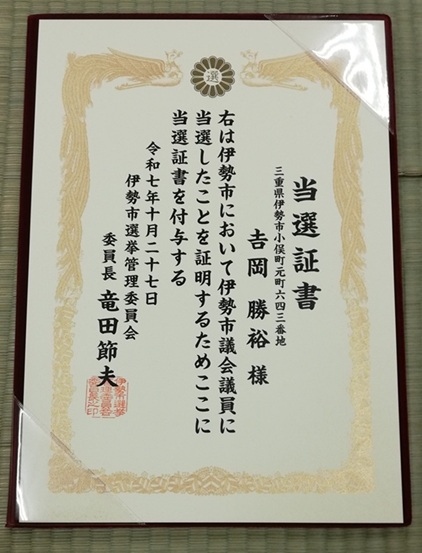 選
当選証書
三重県伊勢市小俣町元町六四三番地
吉岡勝裕様
右は伊勢市において伊勢市議会議員に
当選したことを証明するためここに
当選証書を付与する
令和七年十月二十七日
伊勢市選挙管理委員会
委員長 竜田節夫